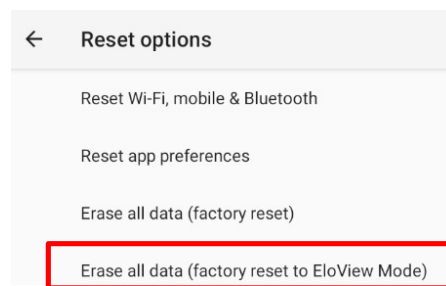 Reset options
Reset Wi-Fi, mobile & Bluetooth
Reset app preferences
Erase all data (factory reset)
Erase all data (factory reset to EloView Mode)